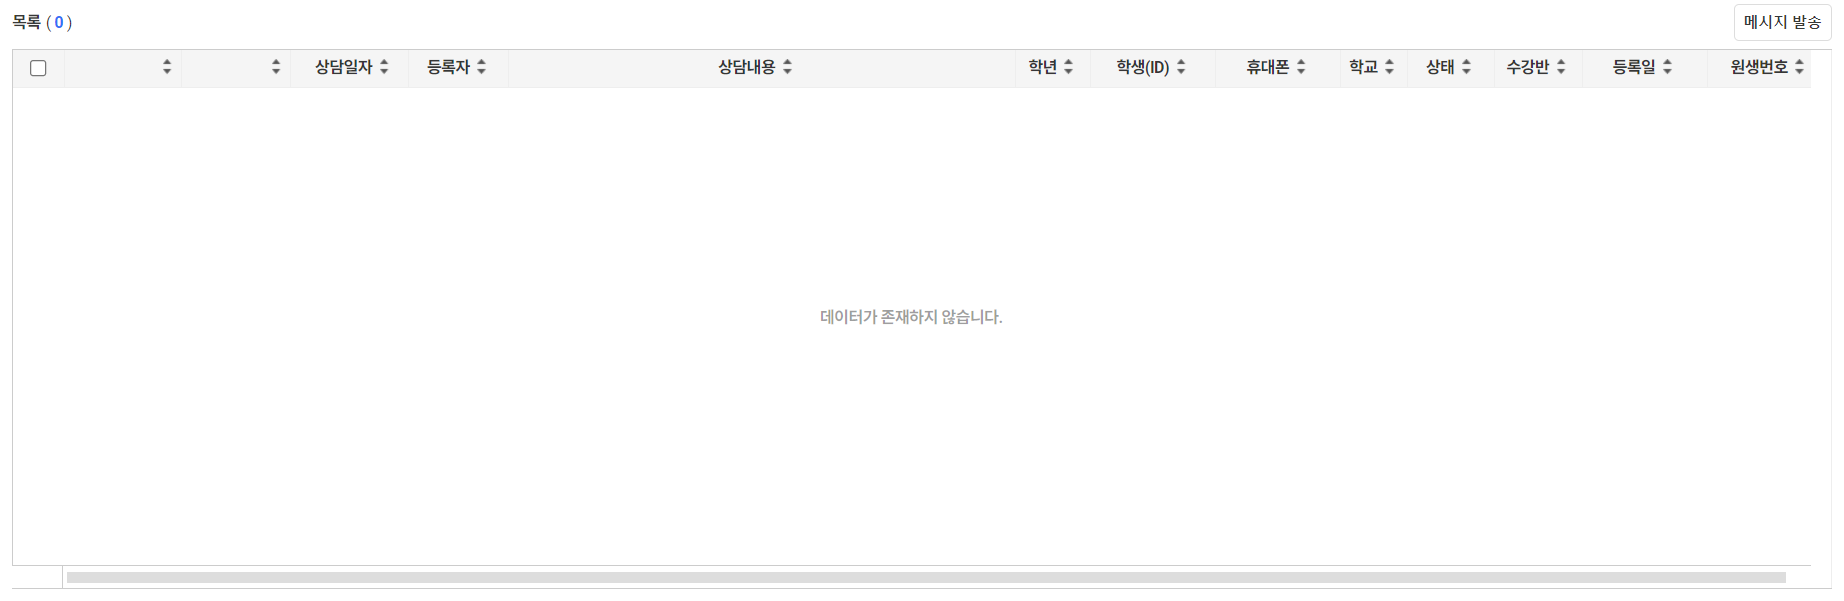 목록 ( 0 )
메시지 발송
상담일자 등록자 상담내용 학년 학생(ID) 휴대폰 학교 상태 수강반 등록일 원생번호
데이터가 존재하지 않습니다.